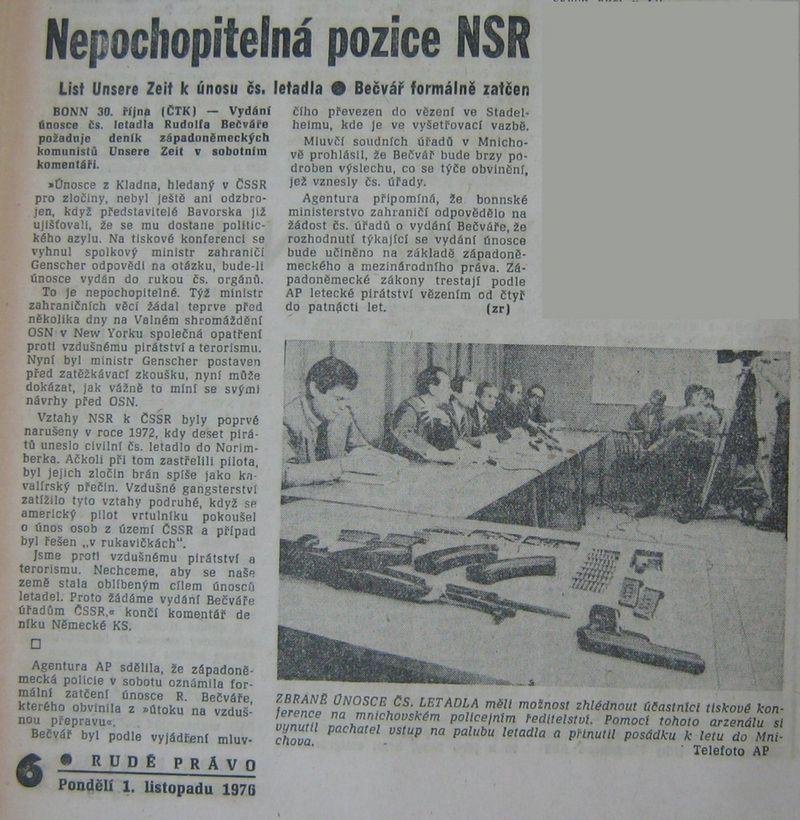 Nepochopitelná pozice NSR
List Unsere Zeit k únosu čs. letadla ● Bečvář formálně zatčen
BONN 30. října (ČTK) — Vydání
únosce čs. letadla Rudolfa Bečváře
požaduje deník západoněmeckých
komunistů Unsere Zeit v sobotním
komentáři.
»Únosce z Kladna, hledaný v ČSSR
pro zločiny, nebyl ještě ani odzbro-
jen, když představitelé Bavorska již
ujišťovali, že se mu dostane politic-
kého azylu. Na tiskové konferenci se
vyhnul spolkový ministr zahraničí
Genscher odpovědi na otázku, bude-li
únosce vydán do rukou čs. orgánů.
To je nepochopitelné. Týž ministr
zahraničních věcí žádal teprve před
několika dny na Valném shromáždění
OSN v New Yorku společná opatření
proti vzdušnému pirátství a terorismu.
Nyní byl ministr Genscher postaven
před zatěžkávací zkoušku, nyní může
dokázat, jak vážně to míní se svými
návrhy před OSN.
Vztahy NSR k ČSSR byly poprvé
narušeny v roce 1972, kdy deset pirá-
tů uneslo civilní čs. letadlo do Norim-
berka. Ačkoli při tom zastřelili pilota,
byl jejich zločin brán spíše jako ka-
valírský přečin. Vzdušné gangsterství
zatížilo tyto vztahy podruhé, když se
americký pilot vrtulníku pokoušel
o únos osob z území ČSSR a případ
byl řešen „v rukavičkách".
Jsme proti vzdušnému pirátství a
terorismu. Nechceme, aby se naše
země stala oblíbeným cílem únosců
letadel. Proto žádáme vydání Bečváře
úřadům ČSSR,« končí komentář de
níku Německé KS.
□
Agentura AP sdělila, že západoně-
mecká policie v sobotu oznámila for-
mální zatčení únosce R. Bečváře,
kterého obvinila z »útoku na vzduš-
nou přepravu«.
Bečvář byl podle vyjádření mluv-
čího převezen do vězení ve Stadel-
heimu, kde je ve vyšetřovací vazbě.
Mluvčí soudních úřadů v Mnicho-
vě prohlásil, že Bečvář bude brzy po-
droben výslechu, co se týče obvinění,
jež vznesly čs. úřady.
Agentura připomíná, že bonnské
ministerstvo zahraničí odpovědělo na
žádost čs. úřadů o vydání Bečváře, že
rozhodnutí týkající se vydání únosce
bude učiněno na základě západoně-
meckého a mezinárodního práva. Zá-
padoněmecké zákony trestají podle
AP letecké pirátství vězením od čtyř
do patnácti let. (zr)
ZBRANĚ ÚNOSCE ČS. LETADLA měli možnost zhlédnout účastníci tiskové kon-
ference na mnichovském policejním ředitelství. Pomocí tohoto arzenálu si
vynutil pachatel vstup na palubu letadla a přinutil posádku k letu do Mni-
chova. Telefoto AP
6 ● RUDÉ PRÁVO
Pondělí 1. listopadu 1976